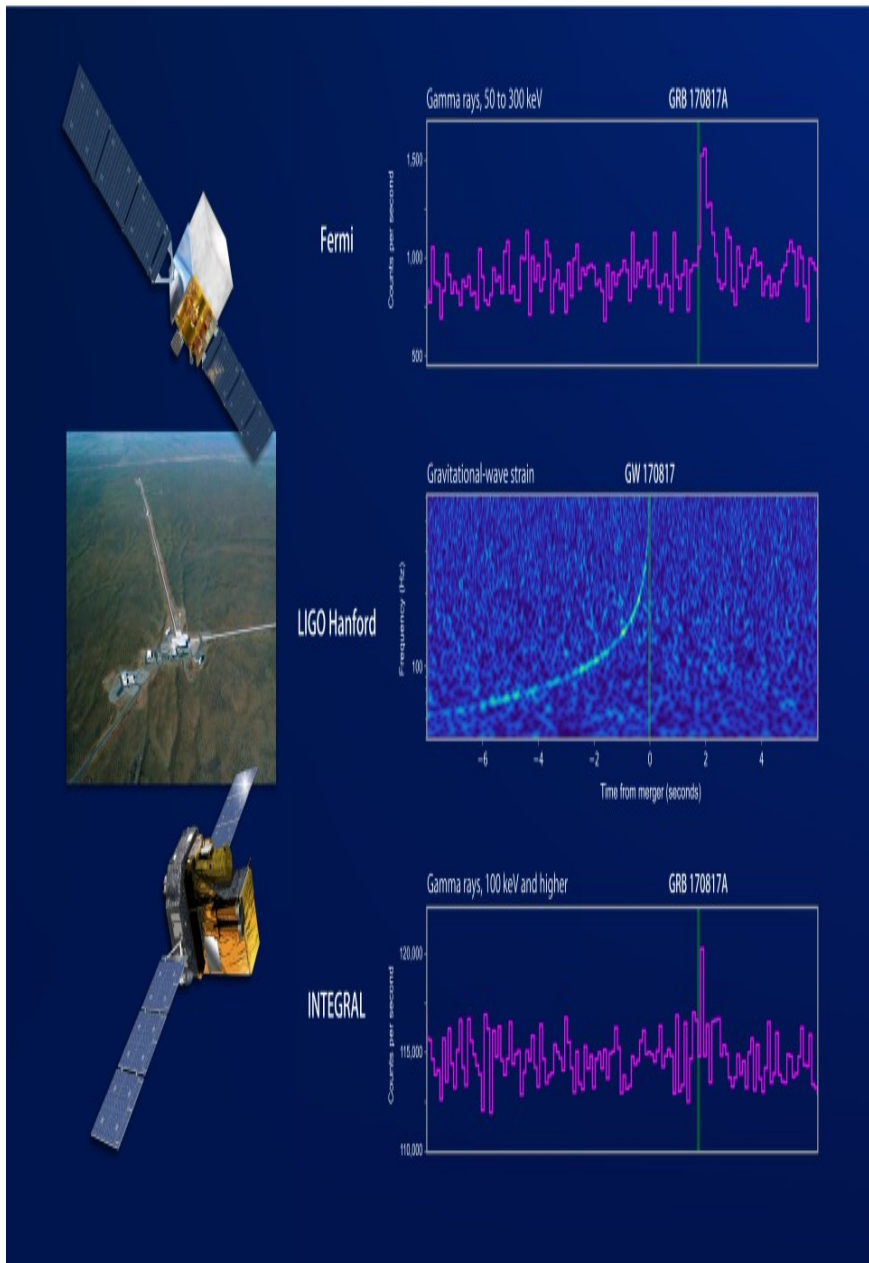 Gamma rays, 50 to 300 keV
GRB 170817A
Fermi
Counts per second
1,500
1,000
500
Gravitational-wave strain
GW 170817
LIGO Hanford
Frequency (Hz)
100
−6
−4
−2
0
2
4
Time from merger (seconds)
Gamma rays, 100 keV and higher
GRB 170817A
INTEGRAL
Counts per second
120,000
115,000
110,000